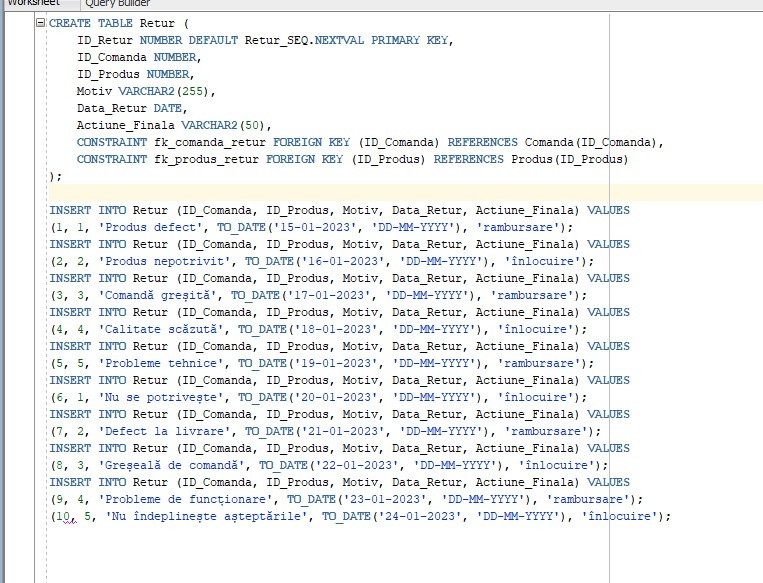 Worksheet Query Builder
CREATE TABLE Retur (
ID_Retur NUMBER DEFAULT Retur_SEQ.NEXTVAL PRIMARY KEY,
ID_Comanda NUMBER,
ID_Produs NUMBER,
Motiv VARCHAR2(255),
Data_Retur DATE,
Actiune_Finala VARCHAR2(50),
CONSTRAINT fk_comanda_retur FOREIGN KEY (ID_Comanda) REFERENCES Comanda(ID_Comanda),
CONSTRAINT fk_produs_retur FOREIGN KEY (ID_Produs) REFERENCES Produs(ID_Produs)
);
INSERT INTO Retur (ID_Comanda, ID_Produs, Motiv, Data_Retur, Actiune_Finala) VALUES
(1, 1, 'Produs defect', TO_DATE('15-01-2023', 'DD-MM-YYYY'), 'rambursare');
INSERT INTO Retur (ID_Comanda, ID_Produs, Motiv, Data_Retur, Actiune_Finala) VALUES
(2, 2, 'Produs nepotrivit', TO_DATE('16-01-2023', 'DD-MM-YYYY'), 'înlocuire');
INSERT INTO Retur (ID_Comanda, ID_Produs, Motiv, Data_Retur, Actiune_Finala) VALUES
(3, 3, 'Comandă greșită', TO_DATE('17-01-2023', 'DD-MM-YYYY'), 'rambursare');
INSERT INTO Retur (ID_Comanda, ID_Produs, Motiv, Data_Retur, Actiune_Finala) VALUES
(4, 4, 'Calitate scăzută', TO_DATE('18-01-2023', 'DD-MM-YYYY'), 'înlocuire');
INSERT INTO Retur (ID_Comanda, ID_Produs, Motiv, Data_Retur, Actiune_Finala) VALUES
(5, 5, 'Probleme tehnice', TO_DATE('19-01-2023', 'DD-MM-YYYY'), 'rambursare');
INSERT INTO Retur (ID_Comanda, ID_Produs, Motiv, Data_Retur, Actiune_Finala) VALUES
(6, 1, 'Nu se potrivește', TO_DATE('20-01-2023', 'DD-MM-YYYY'), 'înlocuire');
INSERT INTO Retur (ID_Comanda, ID_Produs, Motiv, Data_Retur, Actiune_Finala) VALUES
(7, 2, 'Defect la livrare', TO_DATE('21-01-2023', 'DD-MM-YYYY'), 'rambursare');
INSERT INTO Retur (ID_Comanda, ID_Produs, Motiv, Data_Retur, Actiune_Finala) VALUES
(8, 3, 'Greșeală de comandă', TO_DATE('22-01-2023', 'DD-MM-YYYY'), 'înlocuire');
INSERT INTO Retur (ID_Comanda, ID_Produs, Motiv, Data_Retur, Actiune_Finala) VALUES
(9, 4, 'Probleme de funcționare', TO_DATE('23-01-2023', 'DD-MM-YYYY'), 'rambursare');
(10, 5, 'Nu îndeplinește așteptările', TO_DATE('24-01-2023', 'DD-MM-YYYY'), 'înlocuire');